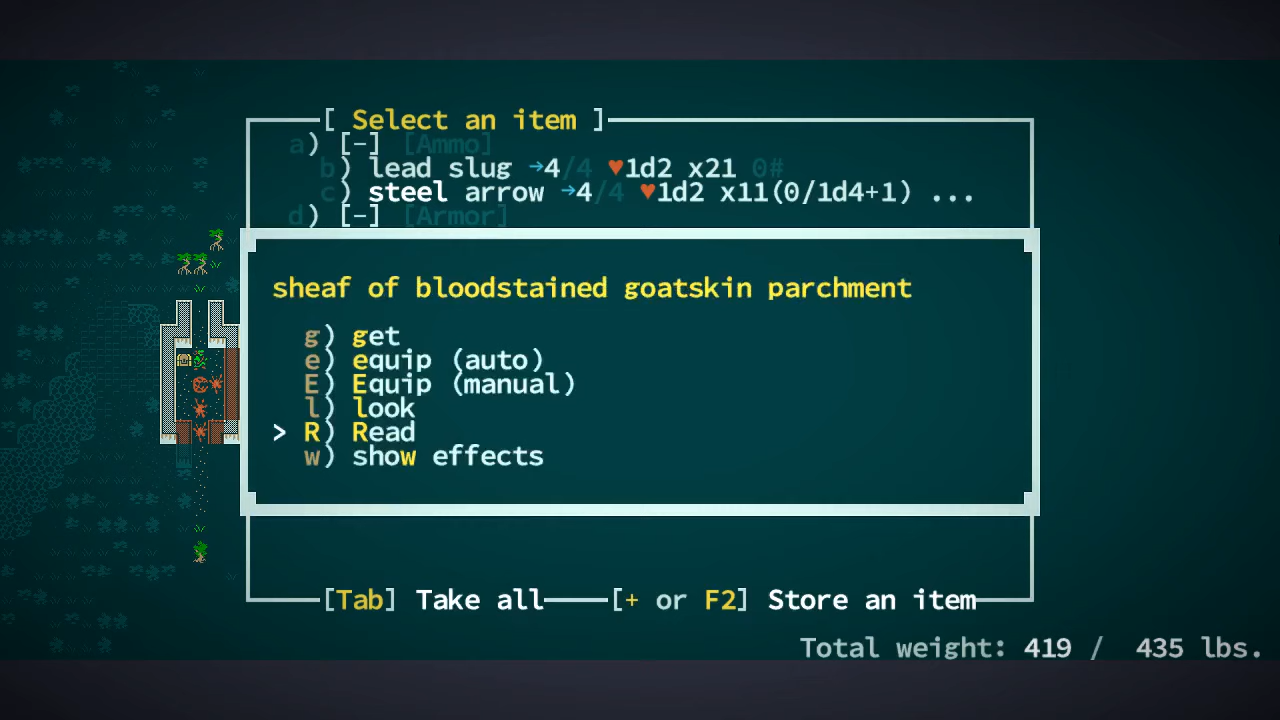 [ Select an item ]
a) [-] [Ammo]
b) lead slug →4/4 ♥1d2 x21 0#
c) steel arrow →4/4 ♥1d2 x11(0/1d4+1) ...
d) [-] [Armor]
sheaf of bloodstained goatskin parchment
g) get
e) equip (auto)
E) Equip (manual)
l) look
> R) Read
w) show effects
[Tab] Take all [+ or F2] Store an item
Total weight: 419 / 435 lbs.